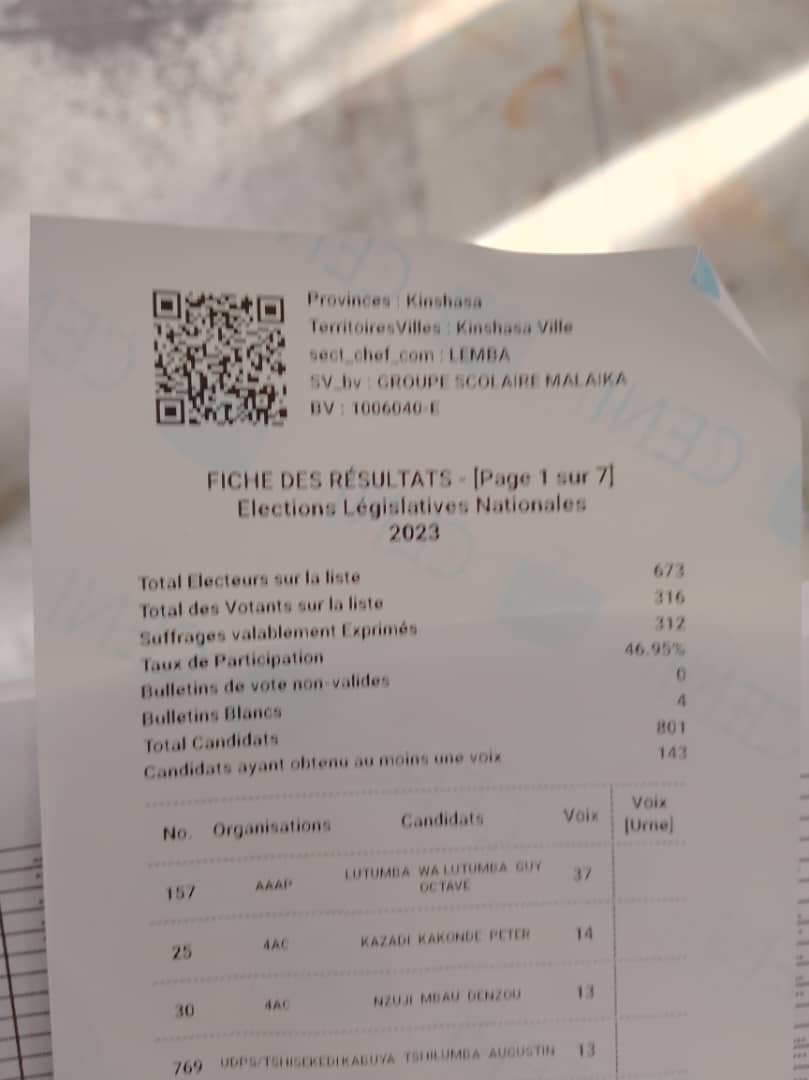 Provinces : Kinshasa
TerritoiresVilles : Kinshasa Ville
sect_chef_com : LEMBA
SV_bv : GROUPE SCOLAIRE MALAIKA
BV : 1006040-E
FICHE DES RÉSULTATS - [Page 1 sur 7]
Elections Législatives Nationales
2023
Total Electeurs sur la liste 673
Total des Votants sur la liste 316
Suffrages valablement Exprimés 312
Taux de Participation 46.95%
Bulletins de vote non-valides 0
Bulletins Blancs 4
Total Candidats 801
Candidats ayant obtenu au moins une voix 143
No. Organisations Candidats Voix Voix
[Urne]
157 AAAP LUTUMBA WA LUTUMBA GUY
OCTAVE 37
25 4AC KAZADI KAKONDE PETER 14
30 4AC NZUJI MBAU DENZOU 13
769 UDPS/TSHISEKEDI KABUYA TSHILUMBA AUGUSTIN 13
CENI
CENI
CENI
CENI